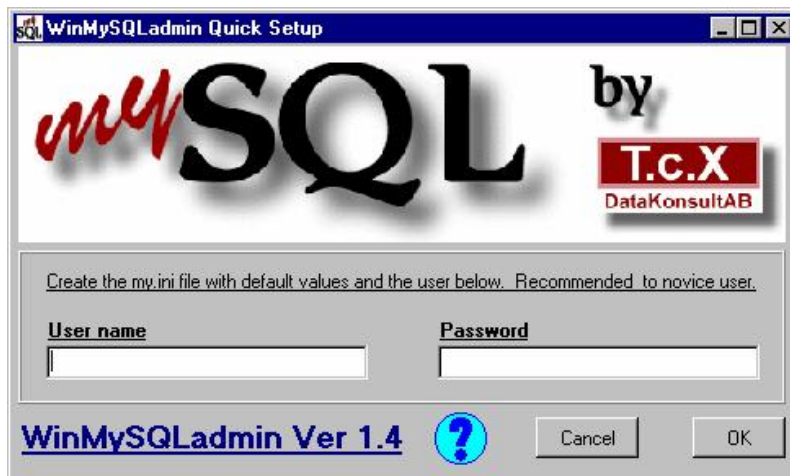 WinMySQLadmin Quick Setup
my SQL by
T.c.X
DataKonsultAB
Create the my.ini file with default values and the user below. Recommended to novice user.
User name Password
WinMySQLadmin Ver 1.4 ? Cancel OK